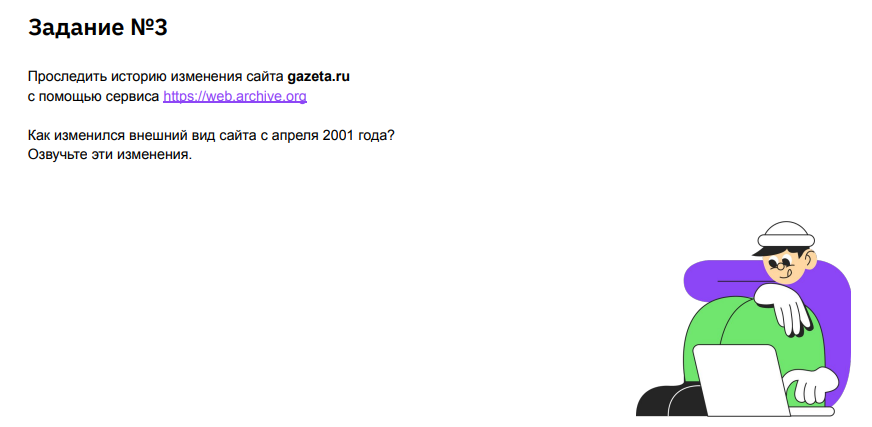 Задание №3
Проследить историю изменения сайта gazeta.ru
с помощью сервиса https://web.archive.org
Как изменился внешний вид сайта с апреля 2001 года?
Озвучьте эти изменения.